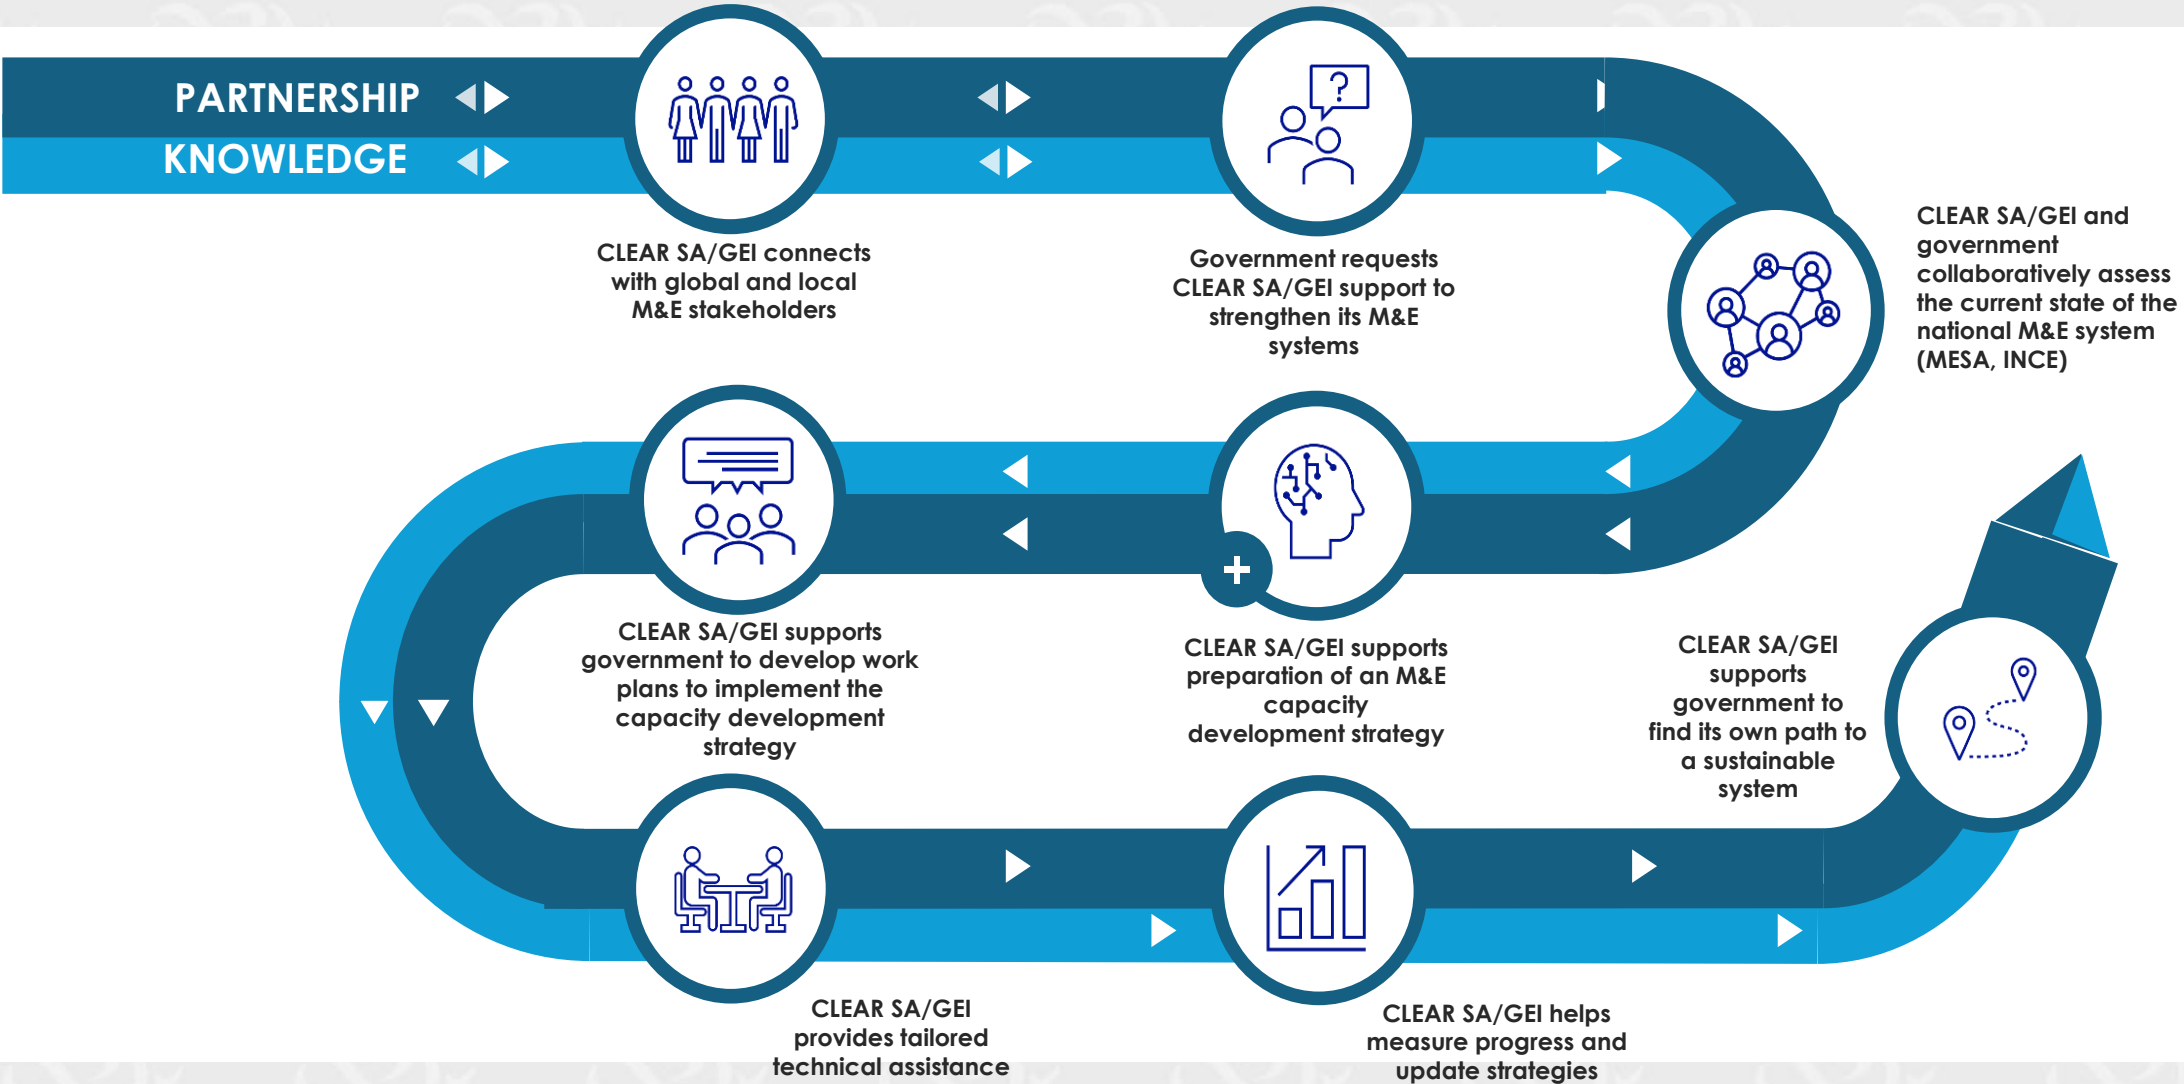 PARTNERSHIP
KNOWLEDGE
?
CLEAR SA/GEI connects
with global and local
M&E stakeholders
Government requests
CLEAR SA/GEI support to
strengthen its M&E
systems
CLEAR SA/GEI and
government
collaboratively assess
the current state of the
national M&E system
(MESA, INCE)
+
CLEAR SA/GEI supports
preparation of an M&E
capacity
development strategy
CLEAR SA/GEI supports
government to develop work
plans to implement the
capacity development
strategy
CLEAR SA/GEI
provides tailored
technical assistance
CLEAR SA/GEI helps
measure progress and
update strategies
CLEAR SA/GEI
supports
government to
find its own path to
a sustainable
system